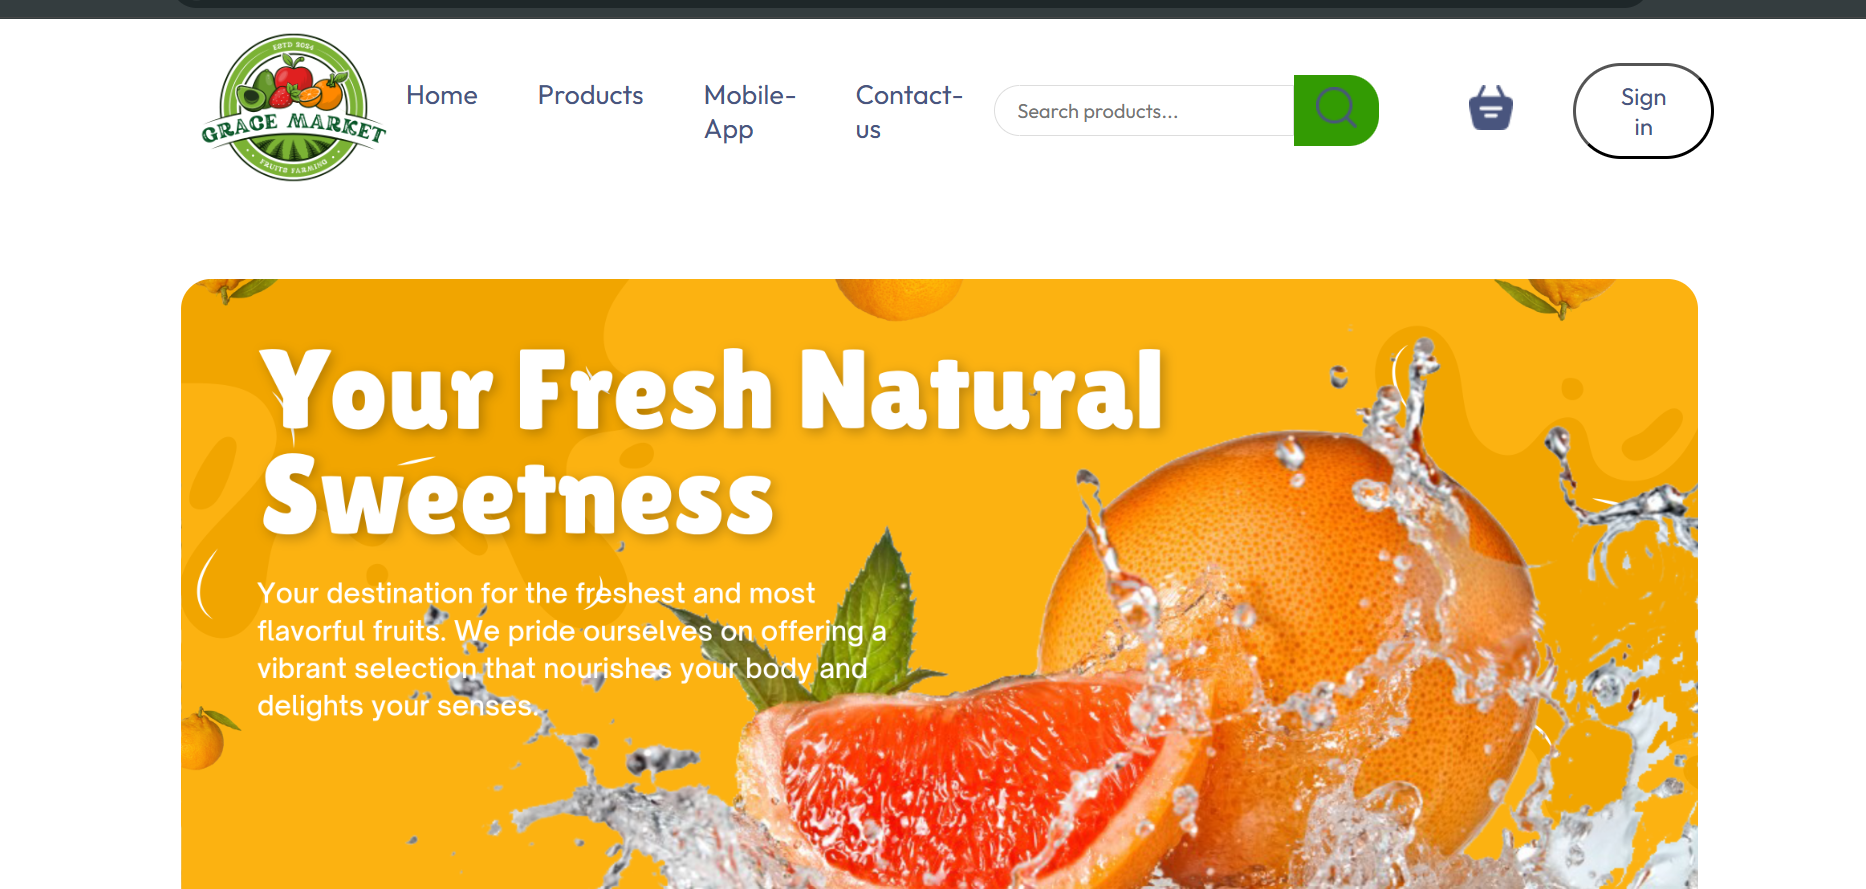 ESTD 2024
GRACE MARKET
FRUITS FARMING
Home
Products
Mobile-
App
Contact-
us
Search products...
Sign
in
Your Fresh Natural
Sweetness
Your destination for the freshest and most
flavorful fruits. We pride ourselves on offering a
vibrant selection that nourishes your body and
delights your senses.